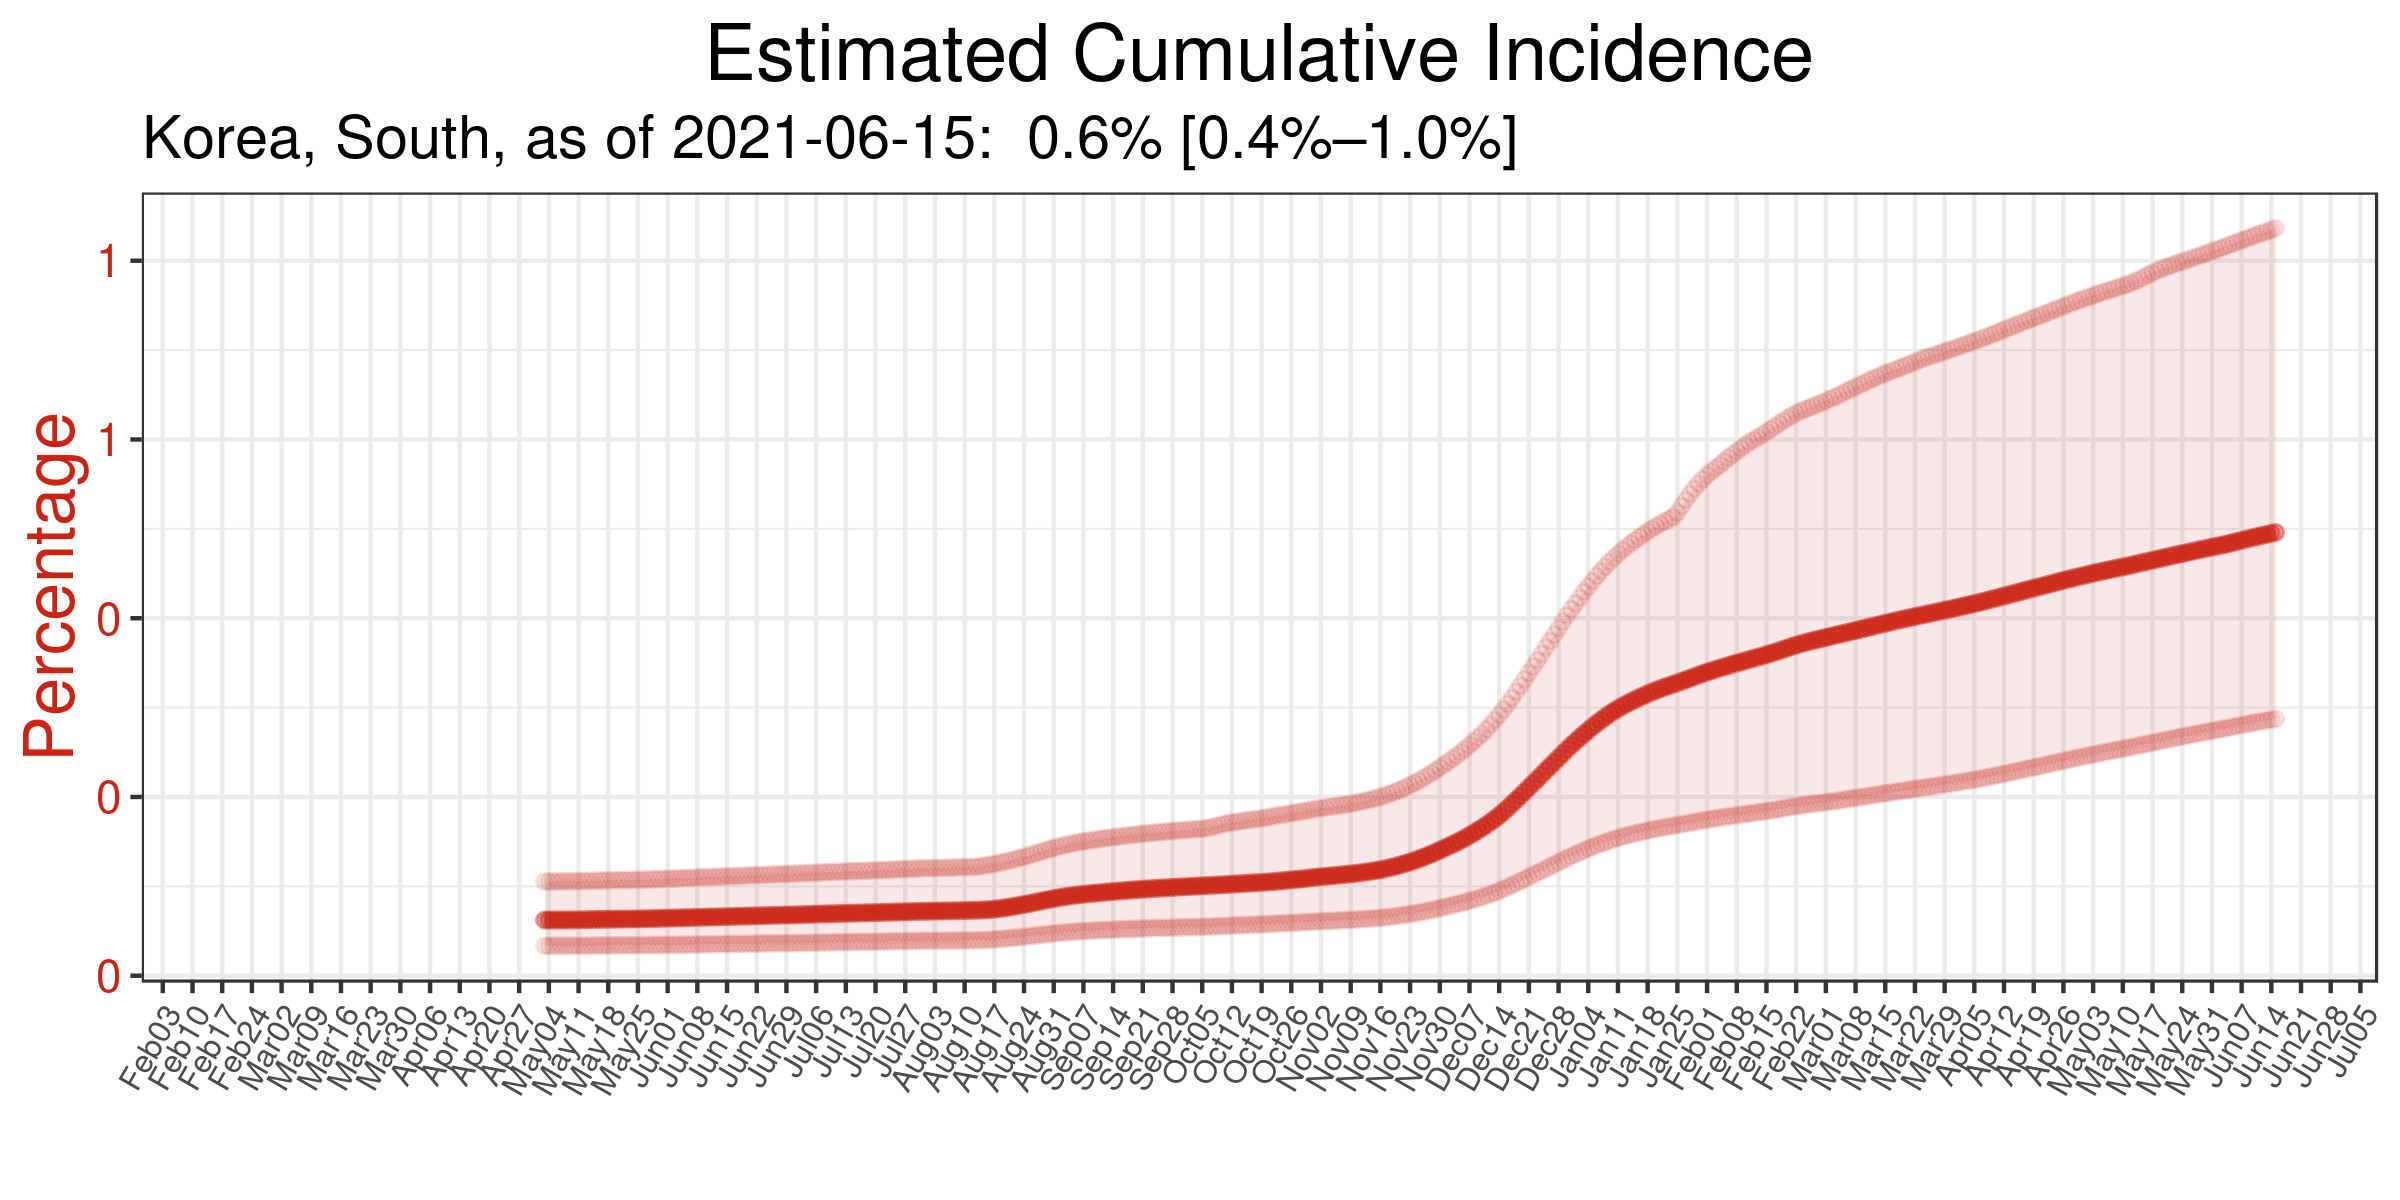 Estimated Cumulative Incidence
Korea, South, as of 2021-06-15:  0.6% [0.4%–1.0%]
Percentage
1
1
0
0
0
Feb03
Feb10
Feb17
Feb24
Mar02
Mar09
Mar16
Mar23
Mar30
Apr06
Apr13
Apr20
Apr27
May04
May11
May18
May25
Jun01
Jun08
Jun15
Jun22
Jun29
Jul06
Jul13
Jul20
Jul27
Aug03
Aug10
Aug17
Aug24
Aug31
Sep07
Sep14
Sep21
Sep28
Oct05
Oct12
Oct19
Oct26
Nov02
Nov09
Nov16
Nov23
Nov30
Dec07
Dec14
Dec21
Dec28
Jan04
Jan11
Jan18
Jan25
Feb01
Feb08
Feb15
Feb22
Mar01
Mar08
Mar15
Mar22
Mar29
Apr05
Apr12
Apr19
Apr26
May03
May10
May17
May24
May31
Jun07
Jun14
Jun21
Jun28
Jul05